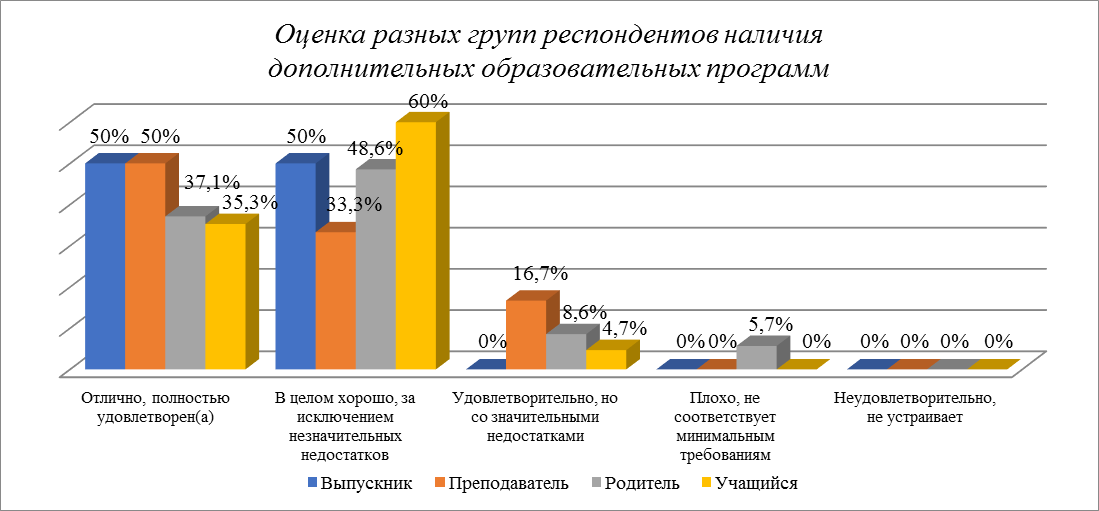 Оценка разных групп респондентов наличия
дополнительных образовательных программ
50% 50% 37,1% 35,3%
50% 33,3% 48,6% 60%
0% 16,7% 8,6% 4,7%
0% 0% 5,7% 0%
0% 0% 0% 0%
Отлично, полностью
удовлетворен(а)
В целом хорошо, за
исключением
незначительных
недостатков
Удовлетворительно, но
со значительными
недостатками
Плохо, не
соответствует
минимальным
требованиям
Неудовлетворительно,
не устраивает
Выпускник Преподаватель Родитель Учащийся